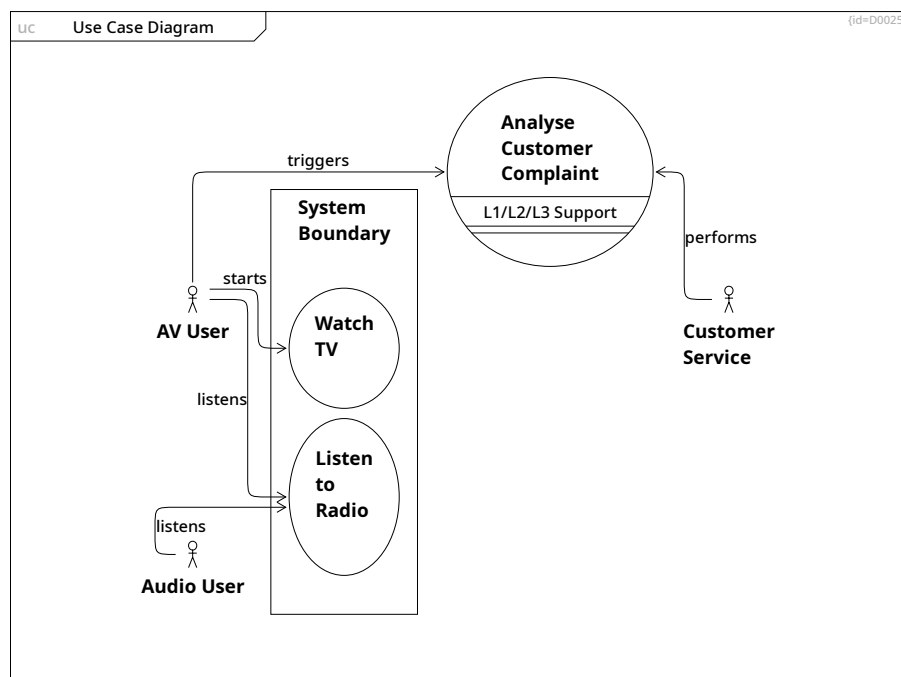 uc
Use Case Diagram
{id=D0025
Analyse
Customer
Complaint
L1/L2/L3 Support
triggers
System
Boundary
performs
starts
AV User
Watch
TV
Customer
Service
listens
Listen
to
Radio
listens
Audio User